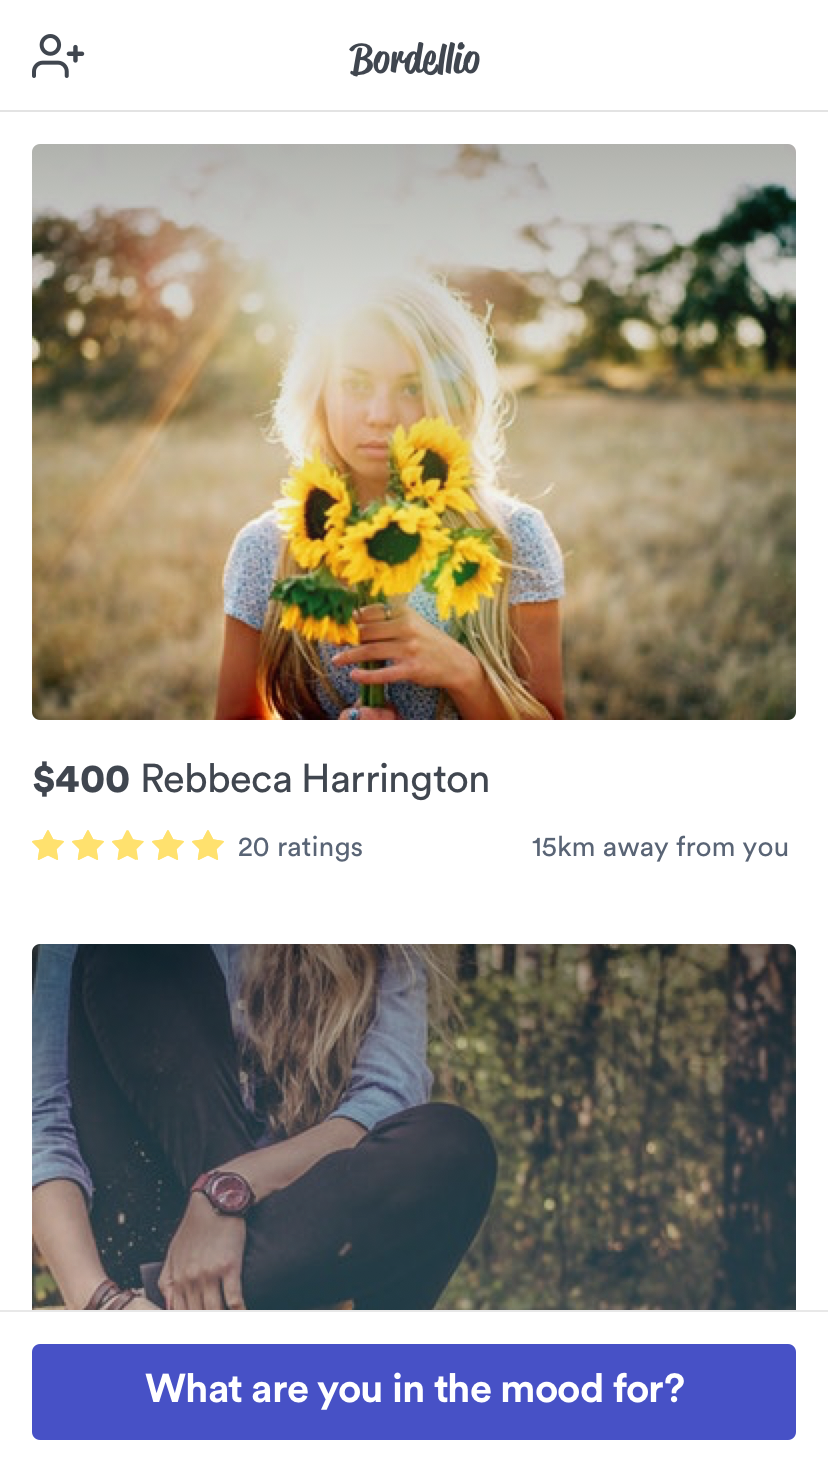 Bordellio
$400 Rebbeca Harrington
20 ratings 15km away from you
What are you in the mood for?